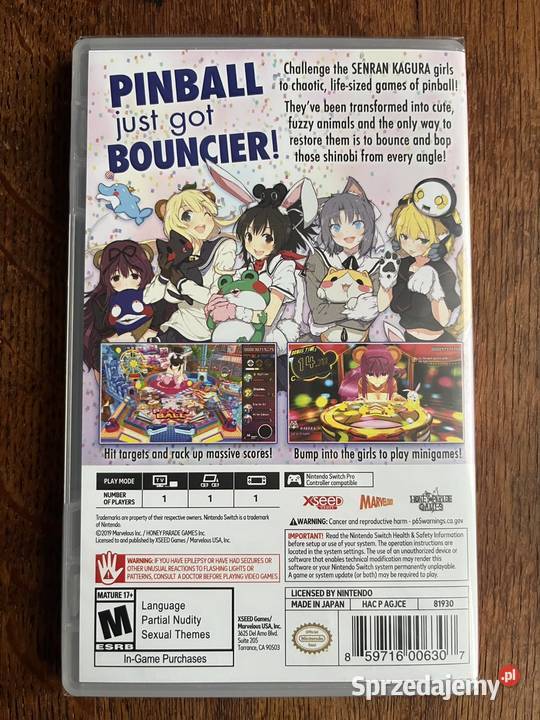 PINBALL
just got
BOUNCIER!
Challenge the SENRAN KAGURA girls
to chaotic, life-sized games of pinball!
They've been transformed into cute,
fuzzy animals and the only way to
restore them is to bounce and bop
those shinobi from every angle!
Hit targets and rack up massive scores!
Bump into the girls to play minigames!
PLAY MODE
TV
NUMBER
OF PLAYERS
1
1
1
Nintendo Switch Pro
Controller compatible
Trademarks are property of their respective owners. Nintendo Switch is a trademark
of Nintendo.
©2019 Marvelous Inc. / HONEY PARADE GAMES Inc.
Licensed to and published by XSEED Games / Marvelous USA, Inc.
XSEED
GAMES
MARVELOUS!
HONEY∞PARADE
GAMES
WARNING: Cancer and reproductive harm - p65warnings.ca.gov
WARNING: IF YOU HAVE EPILEPSY OR HAVE HAD SEIZURES OR
OTHER UNUSUAL REACTIONS TO FLASHING LIGHTS OR
PATTERNS, CONSULT A DOCTOR BEFORE PLAYING VIDEO GAMES.
IMPORTANT! Read the Nintendo Switch Health & Safety Information
before setup or use of your system. The operation instructions are
located in the system settings. The use of an unauthorized device or
software that enables technical modification may render this
software or your Nintendo Switch system permanently unplayable.
A game or system update (or both) may be required to play.
MATURE 17+
M
ESRB
Language
Partial Nudity
Sexual Themes
In-Game Purchases
XSEED Games/
Marvelous USA, Inc.
3625 Del Amo Blvd.
Suite 205
Torrance, CA 90503
LICENSED BY NINTENDO
MADE IN JAPAN
HAC P AGJCE
81930
Official
Nintendo
Seal
8 59716 00630 7
Sprzedajemy.pl